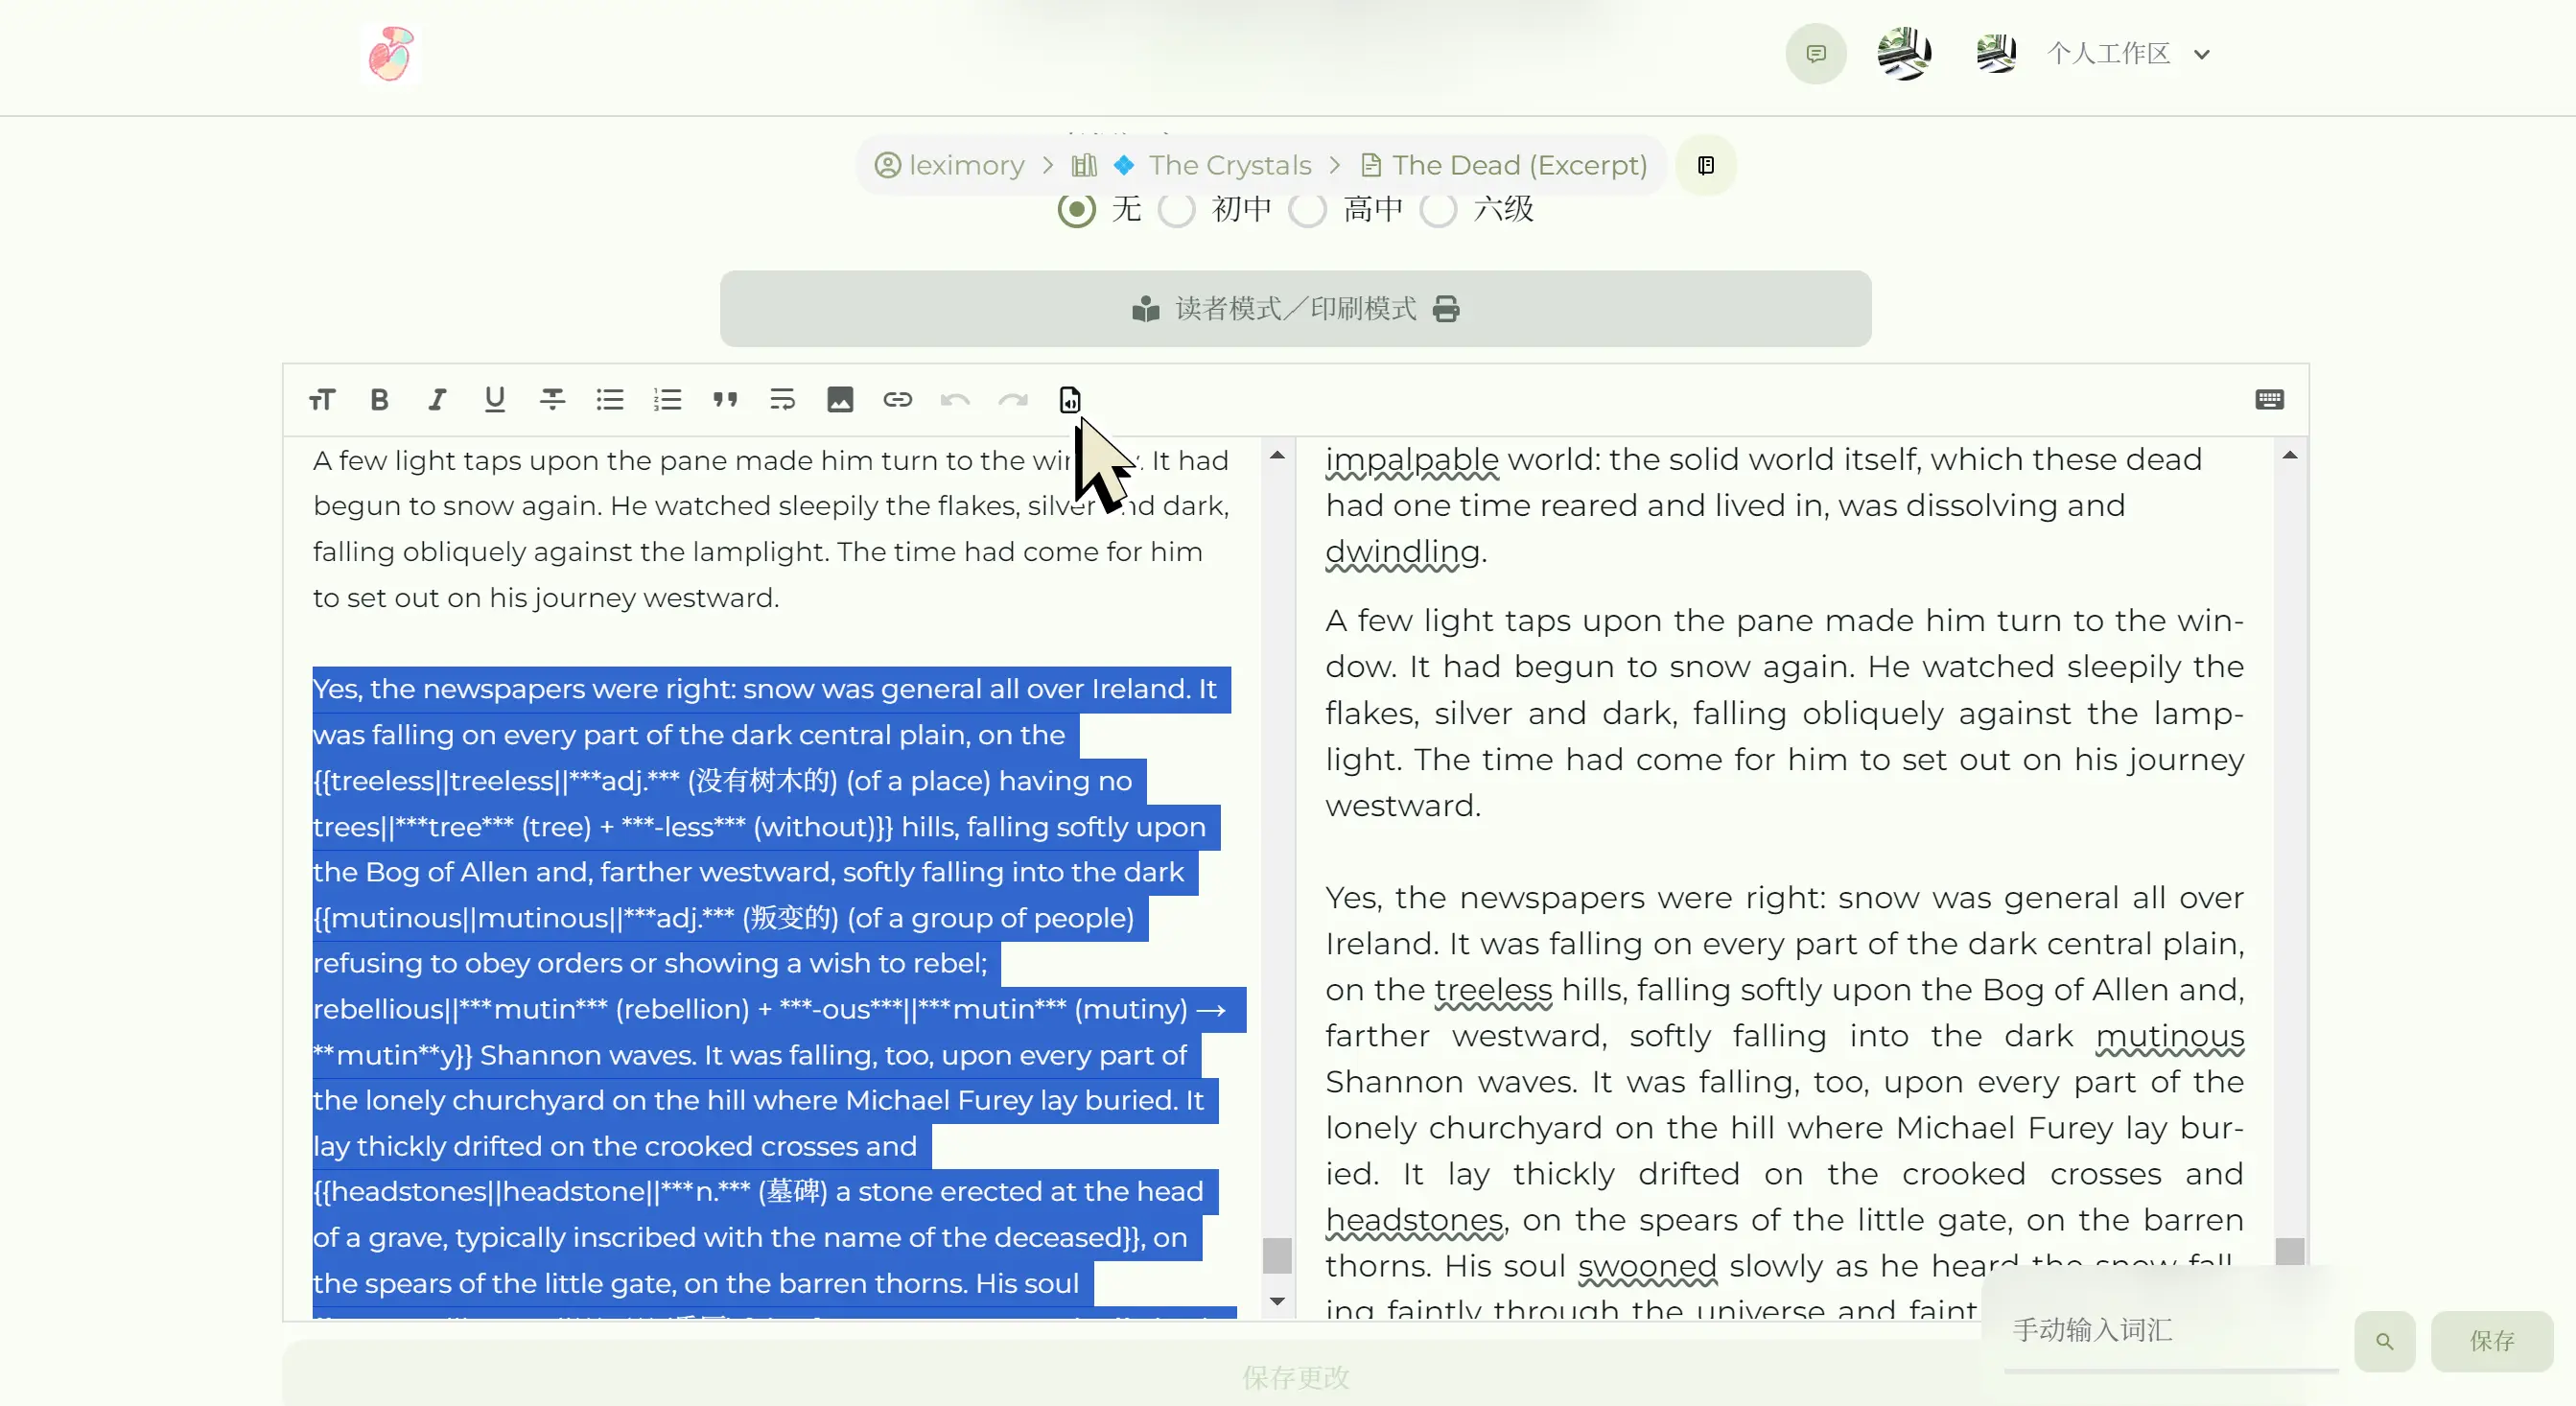 个人工作区
leximory > The Crystals > The Dead (Excerpt)
无 初中 高中 六级
读者模式／印刷模式
A few light taps upon the pane made him turn to the It had
begun to snow again. He watched sleepily the flakes, silver and dark,
falling obliquely against the lamplight. The time had come for him
to set out on his journey westward.
Yes, the newspapers were right: snow was general all over Ireland. It
was falling on every part of the dark central plain, on the
{{treeless||treeless||***adj.*** (没有树木的) (of a place) having no
trees||***tree*** (tree) + ***-less*** (without)}} hills, falling softly upon
the Bog of Allen and, farther westward, softly falling into the dark
{{mutinous||mutinous||***adj.*** (叛变的) (of a group of people)
refusing to obey orders or showing a wish to rebel;
rebellious||***mutin*** (rebellion) + ***-ous***||***mutin*** (mutiny) →
**mutin**y}} Shannon waves. It was falling, too, upon every part of
the lonely churchyard on the hill where Michael Furey lay buried. It
lay thickly drifted on the crooked crosses and
{{headstones||headstone||***n.*** (墓碑) a stone erected at the head
of a grave, typically inscribed with the name of the deceased}}, on
the spears of the little gate, on the barren thorns. His soul
impalpable world: the solid world itself, which these dead
had one time reared and lived in, was dissolving and
dwindling.
A few light taps upon the pane made him turn to the win-
dow. It had begun to snow again. He watched sleepily the
flakes, silver and dark, falling obliquely against the lamp-
light. The time had come for him to set out on his journey
westward.
Yes, the newspapers were right: snow was general all over
Ireland. It was falling on every part of the dark central plain,
on the treeless hills, falling softly upon the Bog of Allen and,
farther westward, softly falling into the dark mutinous
Shannon waves. It was falling, too, upon every part of the
lonely churchyard on the hill where Michael Furey lay bur-
ied. It lay thickly drifted on the crooked crosses and
headstones, on the spears of the little gate, on the barren
thorns. His soul swooned slowly as he heard the snow fall-
ing faintly through the universe and faint
手动输入词汇
保存
保存更改